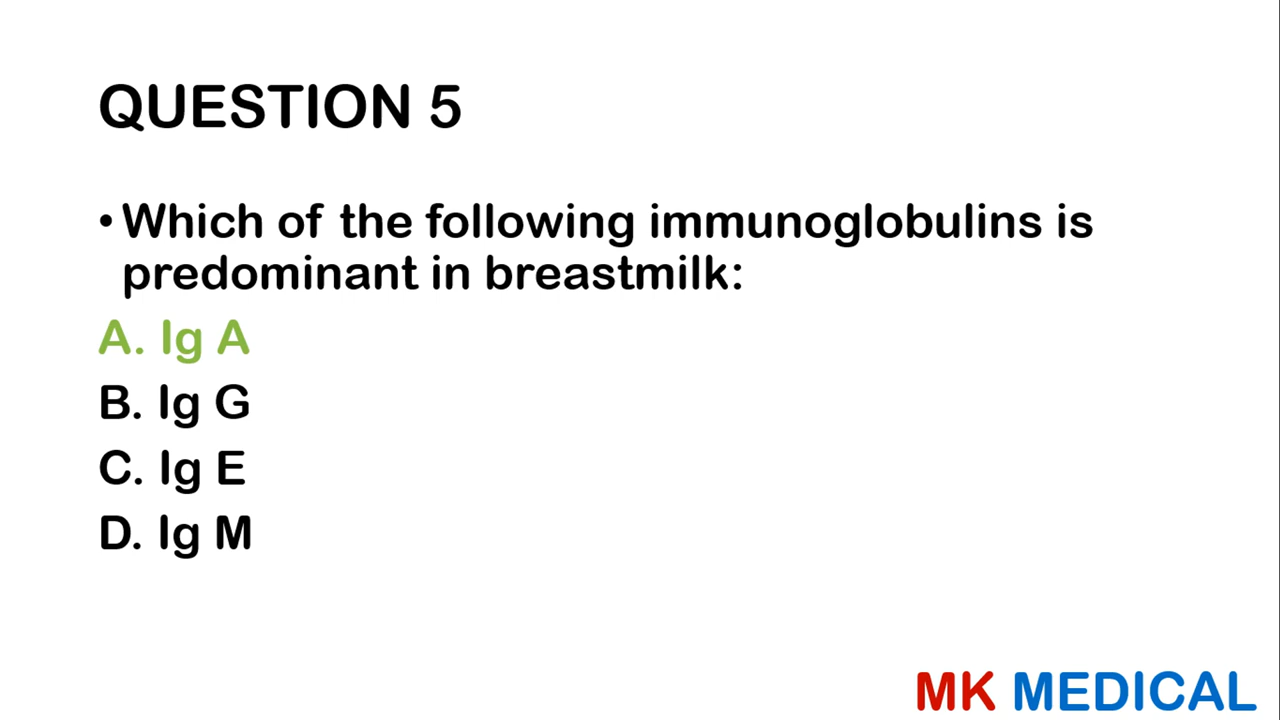 QUESTION 5
• Which of the following immunoglobulins is
predominant in breastmilk:
A. Ig A
B. Ig G
C. Ig E
D. Ig M
MK MEDICAL